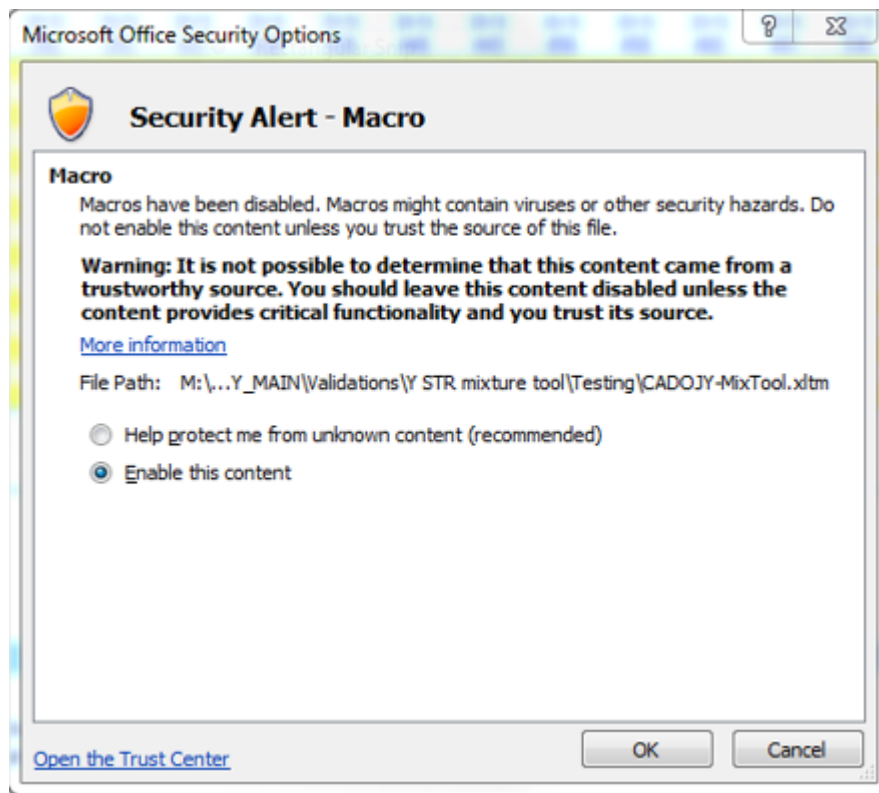 Microsoft Office Security Options
Security Alert - Macro
Macro
Macros have been disabled. Macros might contain viruses or other security hazards. Do
not enable this content unless you trust the source of this file.
Warning: It is not possible to determine that this content came from a
trustworthy source. You should leave this content disabled unless the
content provides critical functionality and you trust its source.
More information
File Path: M:\...Y_MAIN\Validations\Y STR mixture tool\Testing\CADOJY-MixTool.xltm
Help protect me from unknown content (recommended)
Enable this content
Open the Trust Center
OK
Cancel